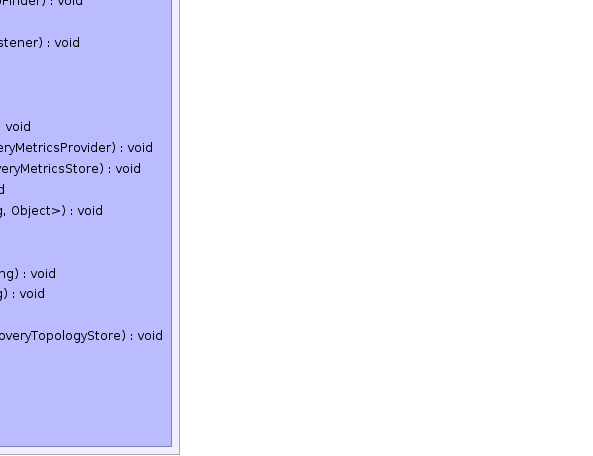 Finder) : void
stener) : void
void
eryMetricsProvider) : void
veryMetricsStore) : void
d
g, Object>) : void
ng) : void
g) : void
overyTopologyStore) : void